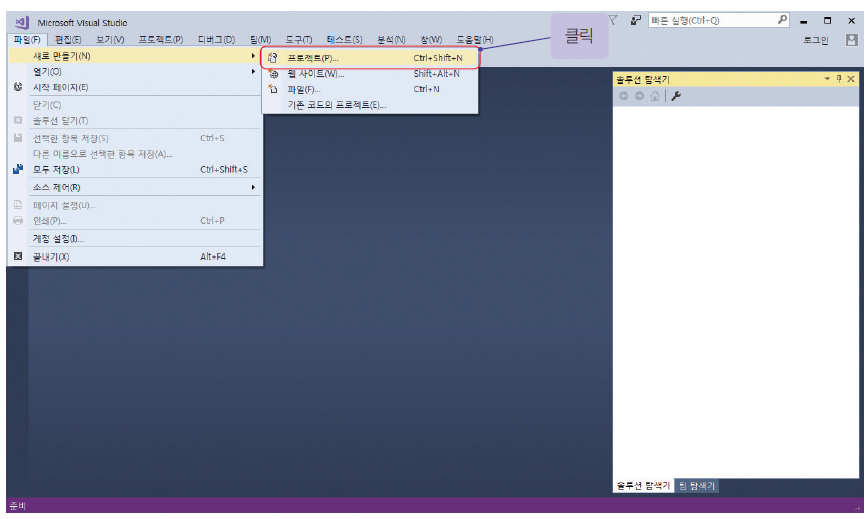 Microsoft Visual Studio
빠른 실행(Ctrl+Q)
파일(F) 편집(E) 보기(V) 프로젝트(P) 디버그(D) 팀(M) 도구(T) 테스트(S) 분석(N) 창(W) 도움말(H)
로그인
클릭
새로 만들기(N)
열기(O)
시작 페이지(E)
닫기(C)
솔루션 닫기(T)
선택한 항목 저장(S) Ctrl+S
다른 이름으로 선택한 항목 저장(A)...
모두 저장(L) Ctrl+Shift+S
소스 제어(R)
페이지 설정(U)...
인쇄(P)... Ctrl+P
계정 설정(I)...
끝내기(X) Alt+F4
프로젝트(P)... Ctrl+Shift+N
웹 사이트(W)... Shift+Alt+N
파일(F)... Ctrl+N
기존 코드의 프로젝트(E)...
솔루션 탐색기
솔루션 탐색기 팀 탐색기
준비